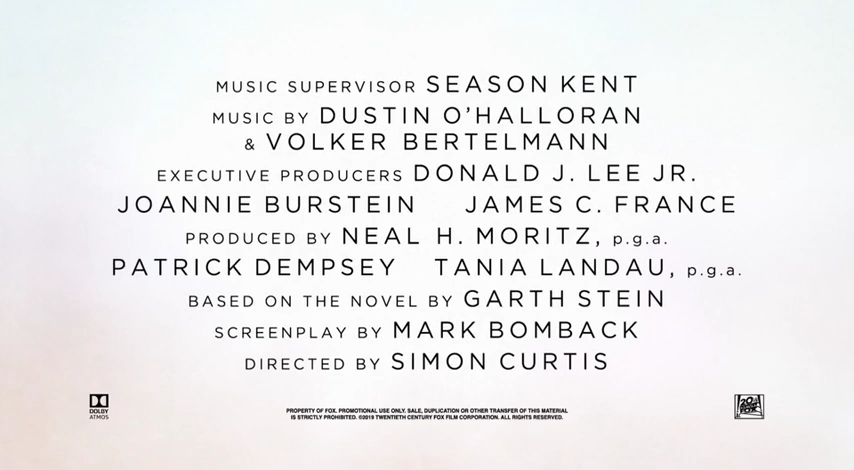 MUSIC SUPERVISOR SEASON KENT
MUSIC BY DUSTIN O'HALLORAN
& VOLKER BERTELMANN
EXECUTIVE PRODUCERS DONALD J. LEE JR.
JOANNIE BURSTEIN JAMES C. FRANCE
PRODUCED BY NEAL H. MORITZ, p.g.a.
PATRICK DEMPSEY TANIA LANDAU, p.g.a.
BASED ON THE NOVEL BY GARTH STEIN
SCREENPLAY BY MARK BOMBACK
DIRECTED BY SIMON CURTIS
DOLBY
ATMOS
PROPERTY OF FOX. PROMOTIONAL USE ONLY. SALE, DUPLICATION OR OTHER TRANSFER OF THIS MATERIAL
IS STRICTLY PROHIBITED. ©2019 TWENTIETH CENTURY FOX FILM CORPORATION. ALL RIGHTS RESERVED.
20th
CENTURY
FOX